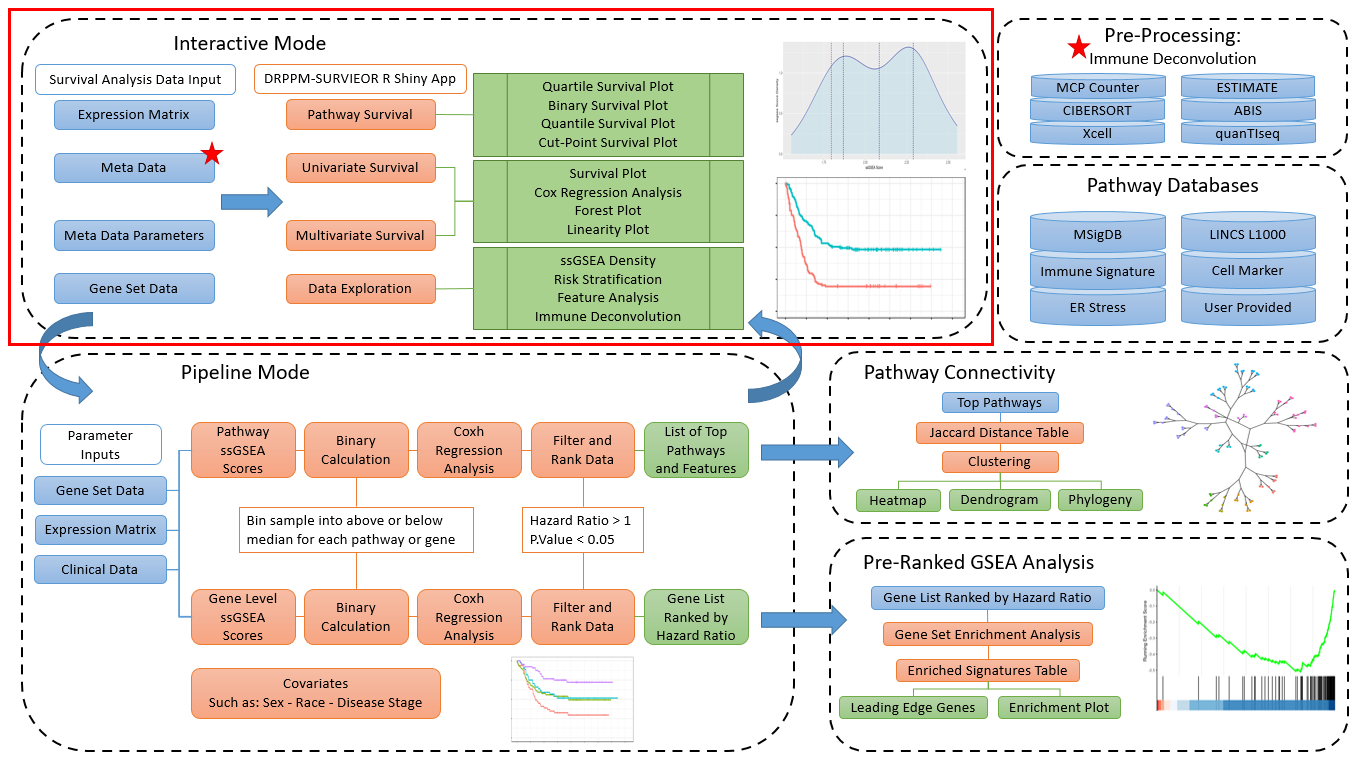 Interactive Mode
Survival Analysis Data Input
Expression Matrix
Meta Data
Meta Data Parameters
Gene Set Data
DRPPM-SURVIEOR R Shiny App
Pathway Survival
Univariate Survival
Multivariate Survival
Data Exploration
Quartile Survival Plot
Binary Survival Plot
Quantile Survival Plot
Cut-Point Survival Plot
Survival Plot
Cox Regression Analysis
Forest Plot
Linearity Plot
ssGSEA Density
Risk Stratification
Feature Analysis
Immune Deconvolution
Pre-Processing:
Immune Deconvolution
MCP Counter
CIBERSORT
Xcell
ESTIMATE
ABIS
quanTIseq
Pathway Databases
MSigDB
Immune Signature
ER Stress
LINCS L1000
Cell Marker
User Provided
Pipeline Mode
Parameter
Inputs
Gene Set Data
Expression Matrix
Clinical Data
Pathway
ssGSEA
Scores
Binary
Calculation
Coxh
Regression
Analysis
Filter and
Rank Data
List of Top
Pathways
and Features
Bin sample into above or below
median for each pathway or gene
Hazard Ratio > 1
P.Value < 0.05
Gene Level
ssGSEA
Scores
Binary
Calculation
Coxh
Regression
Analysis
Filter and
Rank Data
Gene List
Ranked by
Hazard Ratio
Covariates
Such as: Sex - Race - Disease Stage
Pathway Connectivity
Top Pathways
Jaccard Distance Table
Clustering
Heatmap
Dendrogram
Phylogeny
Pre-Ranked GSEA Analysis
Gene List Ranked by Hazard Ratio
Gene Set Enrichment Analysis
Enriched Signatures Table
Leading Edge Genes
Enrichment Plot
Running Enrichment Score